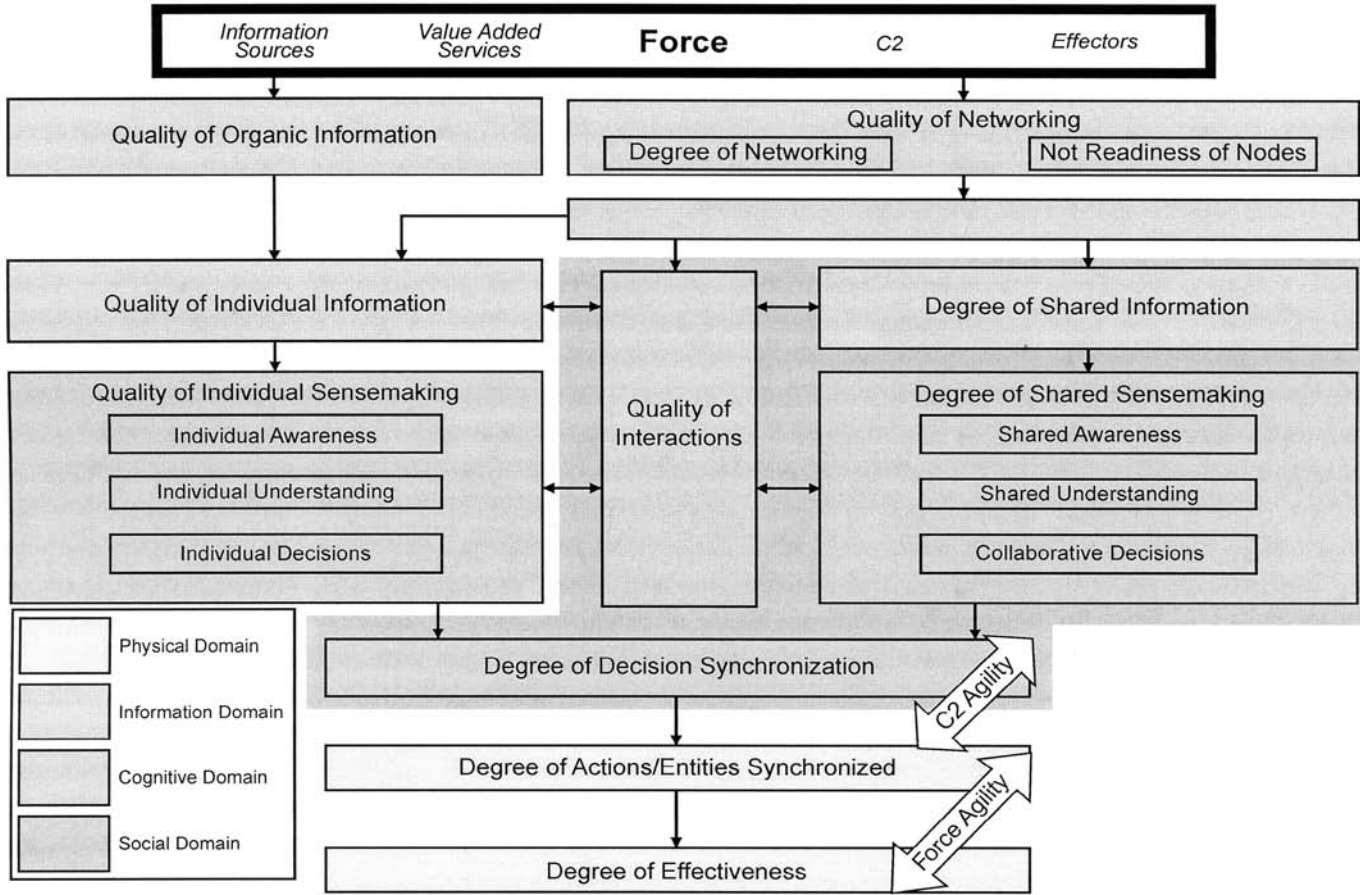 Information Sources
Value Added Services
Force
C2
Effectors
Quality of Organic Information
Quality of Networking
Degree of Networking
Not Readiness of Nodes
Quality of Individual Information
Degree of Shared Information
Quality of Individual Sensemaking
Individual Awareness
Individual Understanding
Individual Decisions
Quality of
Interactions
Degree of Shared Sensemaking
Shared Awareness
Shared Understanding
Collaborative Decisions
Physical Domain
Information Domain
Cognitive Domain
Social Domain
Degree of Decision Synchronization
C2 Agility
Degree of Actions/Entities Synchronized
Force Agility
Degree of Effectiveness